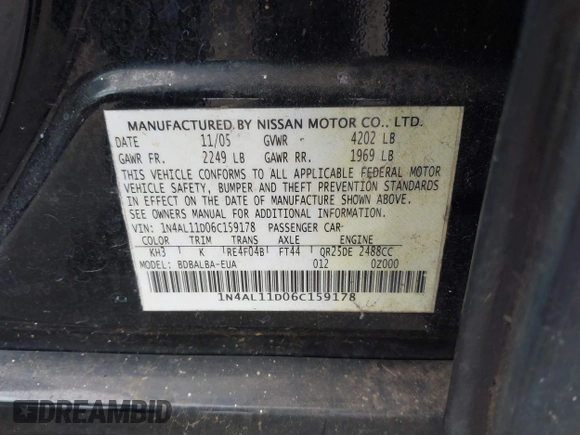 MANUFACTURED BY NISSAN MOTOR CO., LTD.
DATE 11/05 GVWR 4202 LB
GAWR FR. 2249 LB GAWR RR. 1969 LB
THIS VEHICLE CONFORMS TO ALL APPLICABLE FEDERAL MOTOR
VEHICLE SAFETY, BUMPER AND THEFT PREVENTION STANDARDS
IN EFFECT ON THE DATE OF MANUFACTURE SHOWN ABOVE.
SEE OWNERS MANUAL FOR ADDITIONAL INFORMATION.
VIN: 1N4AL11D06C159178 PASSENGER CAR
COLOR TRIM TRANS AXLE ENGINE
KH3 K RE4F04B FT44 QR25DE 2488CC
MODEL: BDBALBA-EUA 012 0Z000
1N4AL11D06C159178
DREAMBID